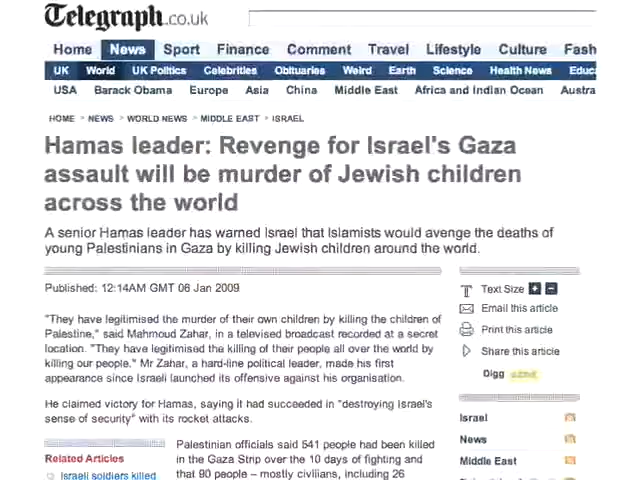 Telegraph.co.uk
Home News Sport Finance Comment Travel Lifestyle Culture Fash
UK World UK Politics Celebrities Obituaries Weird Earth Science Health News Educ
USA Barack Obama Europe Asia China Middle East Africa and Indian Ocean Austra
HOME > NEWS > WORLD NEWS > MIDDLE EAST > ISRAEL
Hamas leader: Revenge for Israel's Gaza
assault will be murder of Jewish children
across the world
A senior Hamas leader has warned Israel that Islamists would avenge the deaths of
young Palestinians in Gaza by killing Jewish children around the world.
Published: 12:14AM GMT 06 Jan 2009
"They have legitimised the murder of their own children by killing the children of
Palestine," said Mahmoud Zahar, in a televised broadcast recorded at a secret
location. "They have legitimised the killing of their people all over the world by
killing our people." Mr Zahar, a hard-line political leader, made his first
appearance since Israeli launched its offensive against his organisation.
He claimed victory for Hamas, saying it had succeeded in "destroying Israel's
sense of security" with its rocket attacks.
Palestinian officials said 541 people had been killed
in the Gaza Strip over the 10 days of fighting and
that 90 people – mostly civilians, including 26
Related Articles
Israeli soldiers killed
T Text Size + -
Email this article
Print this article
Share this article
Digg
Israel
News
Middle East